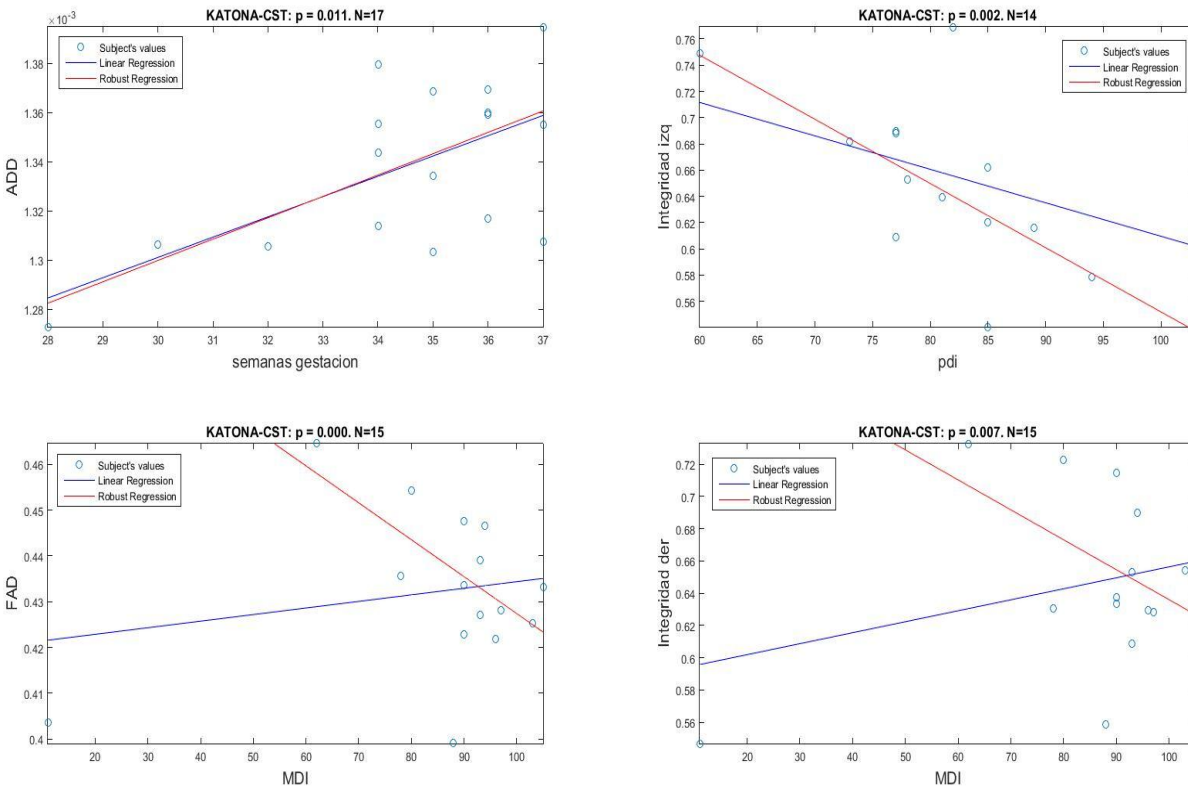 KATONA-CST: p = 0.011. N=17
×10⁻³
Subject's values
Linear Regression
Robust Regression
ADD
1.38
1.36
1.34
1.32
1.3
1.28
28 29 30 31 32 33 34 35 36 37
semanas gestacion
KATONA-CST: p = 0.002. N=14
Subject's values
Linear Regression
Robust Regression
Integridad izq
0.76
0.74
0.72
0.7
0.68
0.66
0.64
0.62
0.6
0.58
0.56
60 65 70 75 80 85 90 95 100
pdi
KATONA-CST: p = 0.000. N=15
Subject's values
Linear Regression
Robust Regression
FAD
0.46
0.45
0.44
0.43
0.42
0.41
0.4
20 30 40 50 60 70 80 90 100
MDI
KATONA-CST: p = 0.007. N=15
Subject's values
Linear Regression
Robust Regression
Integridad der
0.72
0.7
0.68
0.66
0.64
0.62
0.6
0.58
0.56
20 30 40 50 60 70 80 90 100
MDI